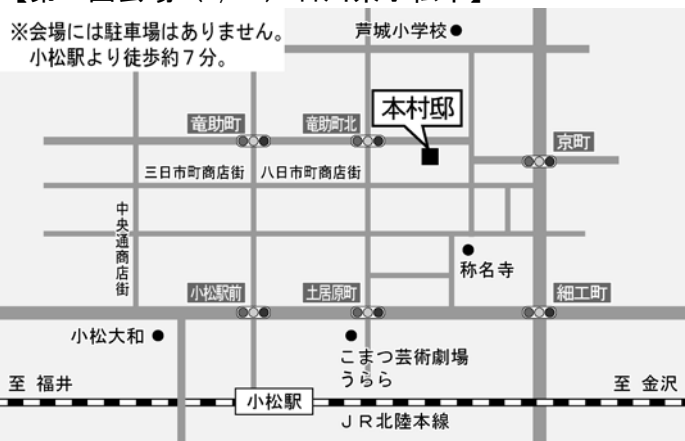 ※会場には駐車場はありません。
小松駅より徒歩約７分。
芦城小学校
本村邸
竜助町
竜助町北
京町
三日市町商店街
八日市町商店街
中央通商店街
称名寺
小松駅前
土居原町
細工町
小松大和
こまつ芸術劇場
うらら
至 福井
至 金沢
小松駅
ＪＲ北陸本線